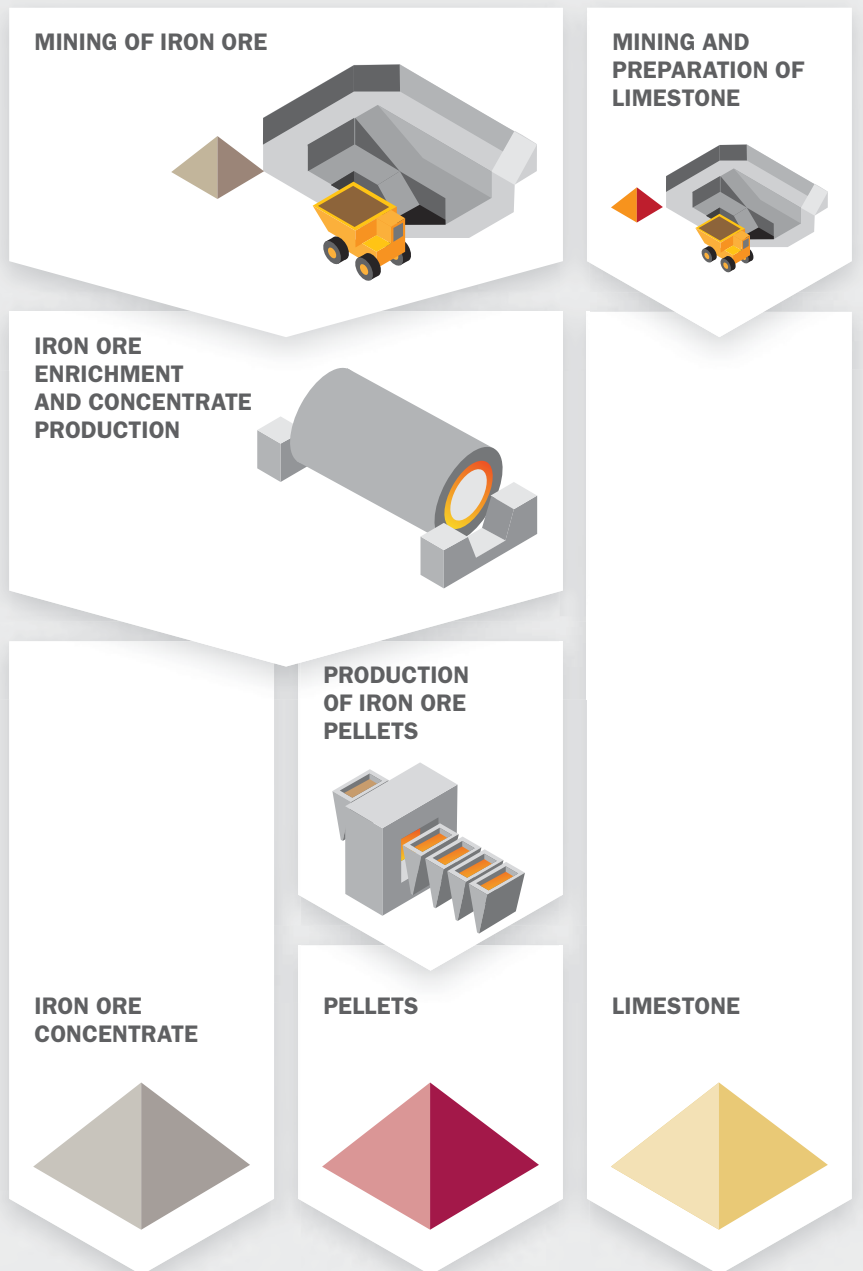 MINING OF IRON ORE
MINING AND
PREPARATION OF
LIMESTONE
IRON ORE
ENRICHMENT
AND CONCENTRATE
PRODUCTION
PRODUCTION
OF IRON ORE
PELLETS
IRON ORE
CONCENTRATE
PELLETS
LIMESTONE